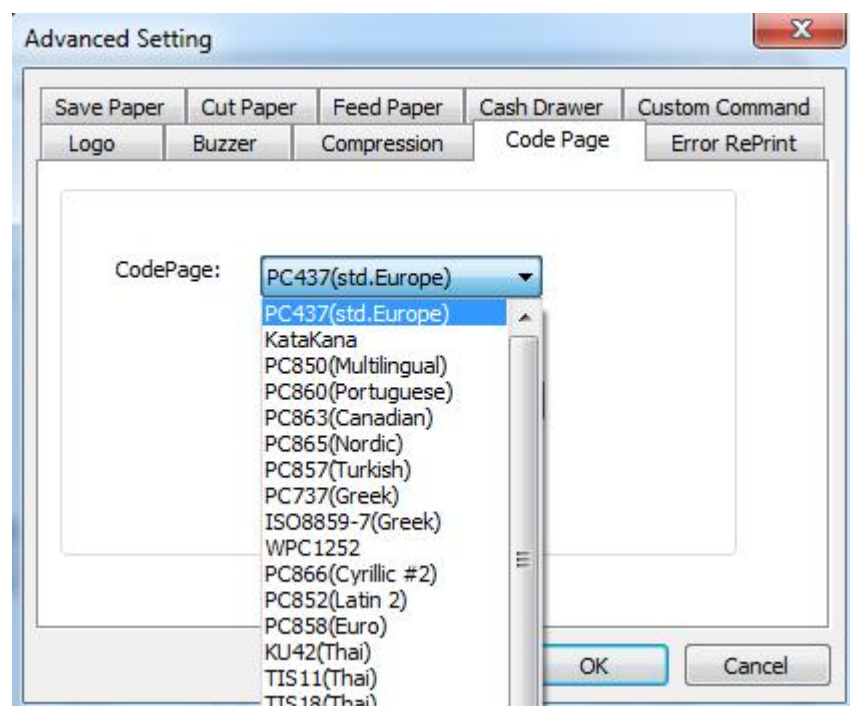 Advanced Setting
Save Paper Cut Paper Feed Paper Cash Drawer Custom Command
Logo Buzzer Compression Code Page Error RePrint
CodePage: PC437(std.Europe)
PC437(std.Europe)
KataKana
PC850(Multilingual)
PC860(Portuguese)
PC863(Canadian)
PC865(Nordic)
PC857(Turkish)
PC737(Greek)
ISO8859-7(Greek)
WPC1252
PC866(Cyrillic #2)
PC852(Latin 2)
PC858(Euro)
KU42(Thai)
TIS11(Thai)
TIS18(Thai)
OK Cancel